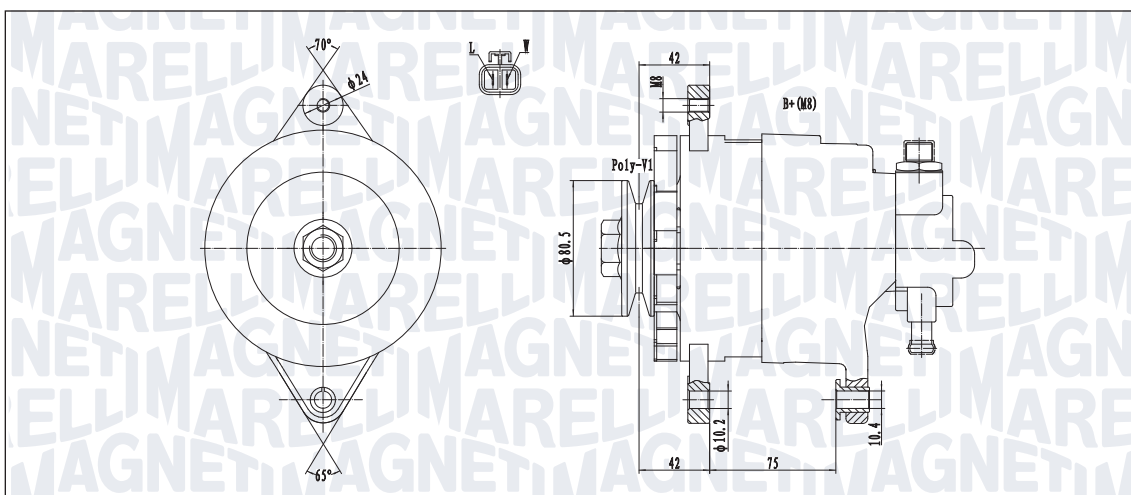 MAGNETI MARELLI
70°
ϕ24
L
W
42
M8
B+(M8)
Poly-V1
ϕ80.5
ϕ10.2
10.4
42
75
65°